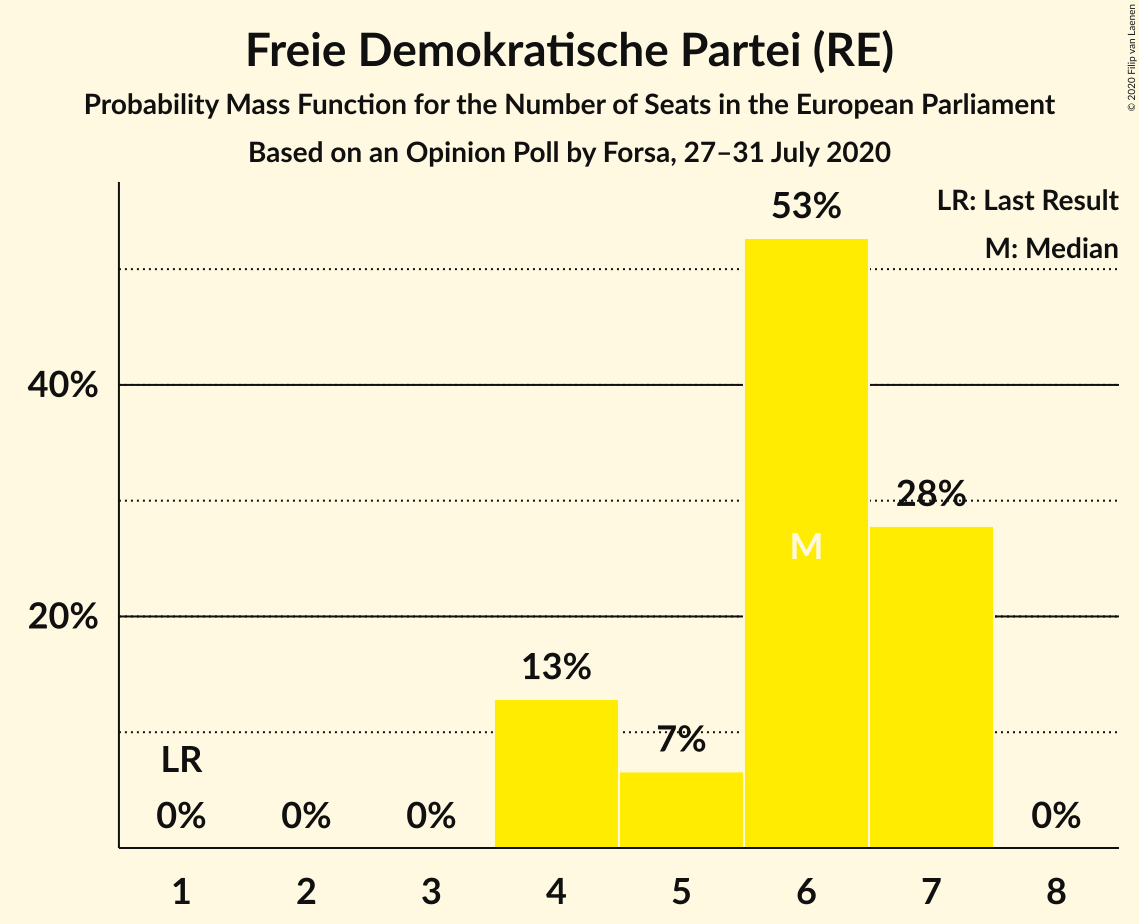 Freie Demokratische Partei (RE)
Probability Mass Function for the Number of Seats in the European Parliament
Based on an Opinion Poll by Forsa, 27–31 July 2020
© 2020 Filip van Laenen
LR: Last Result
M: Median
53%
40%
28%
M
20%
13%
7%
LR
0% 0% 0% 0%
1 2 3 4 5 6 7 8